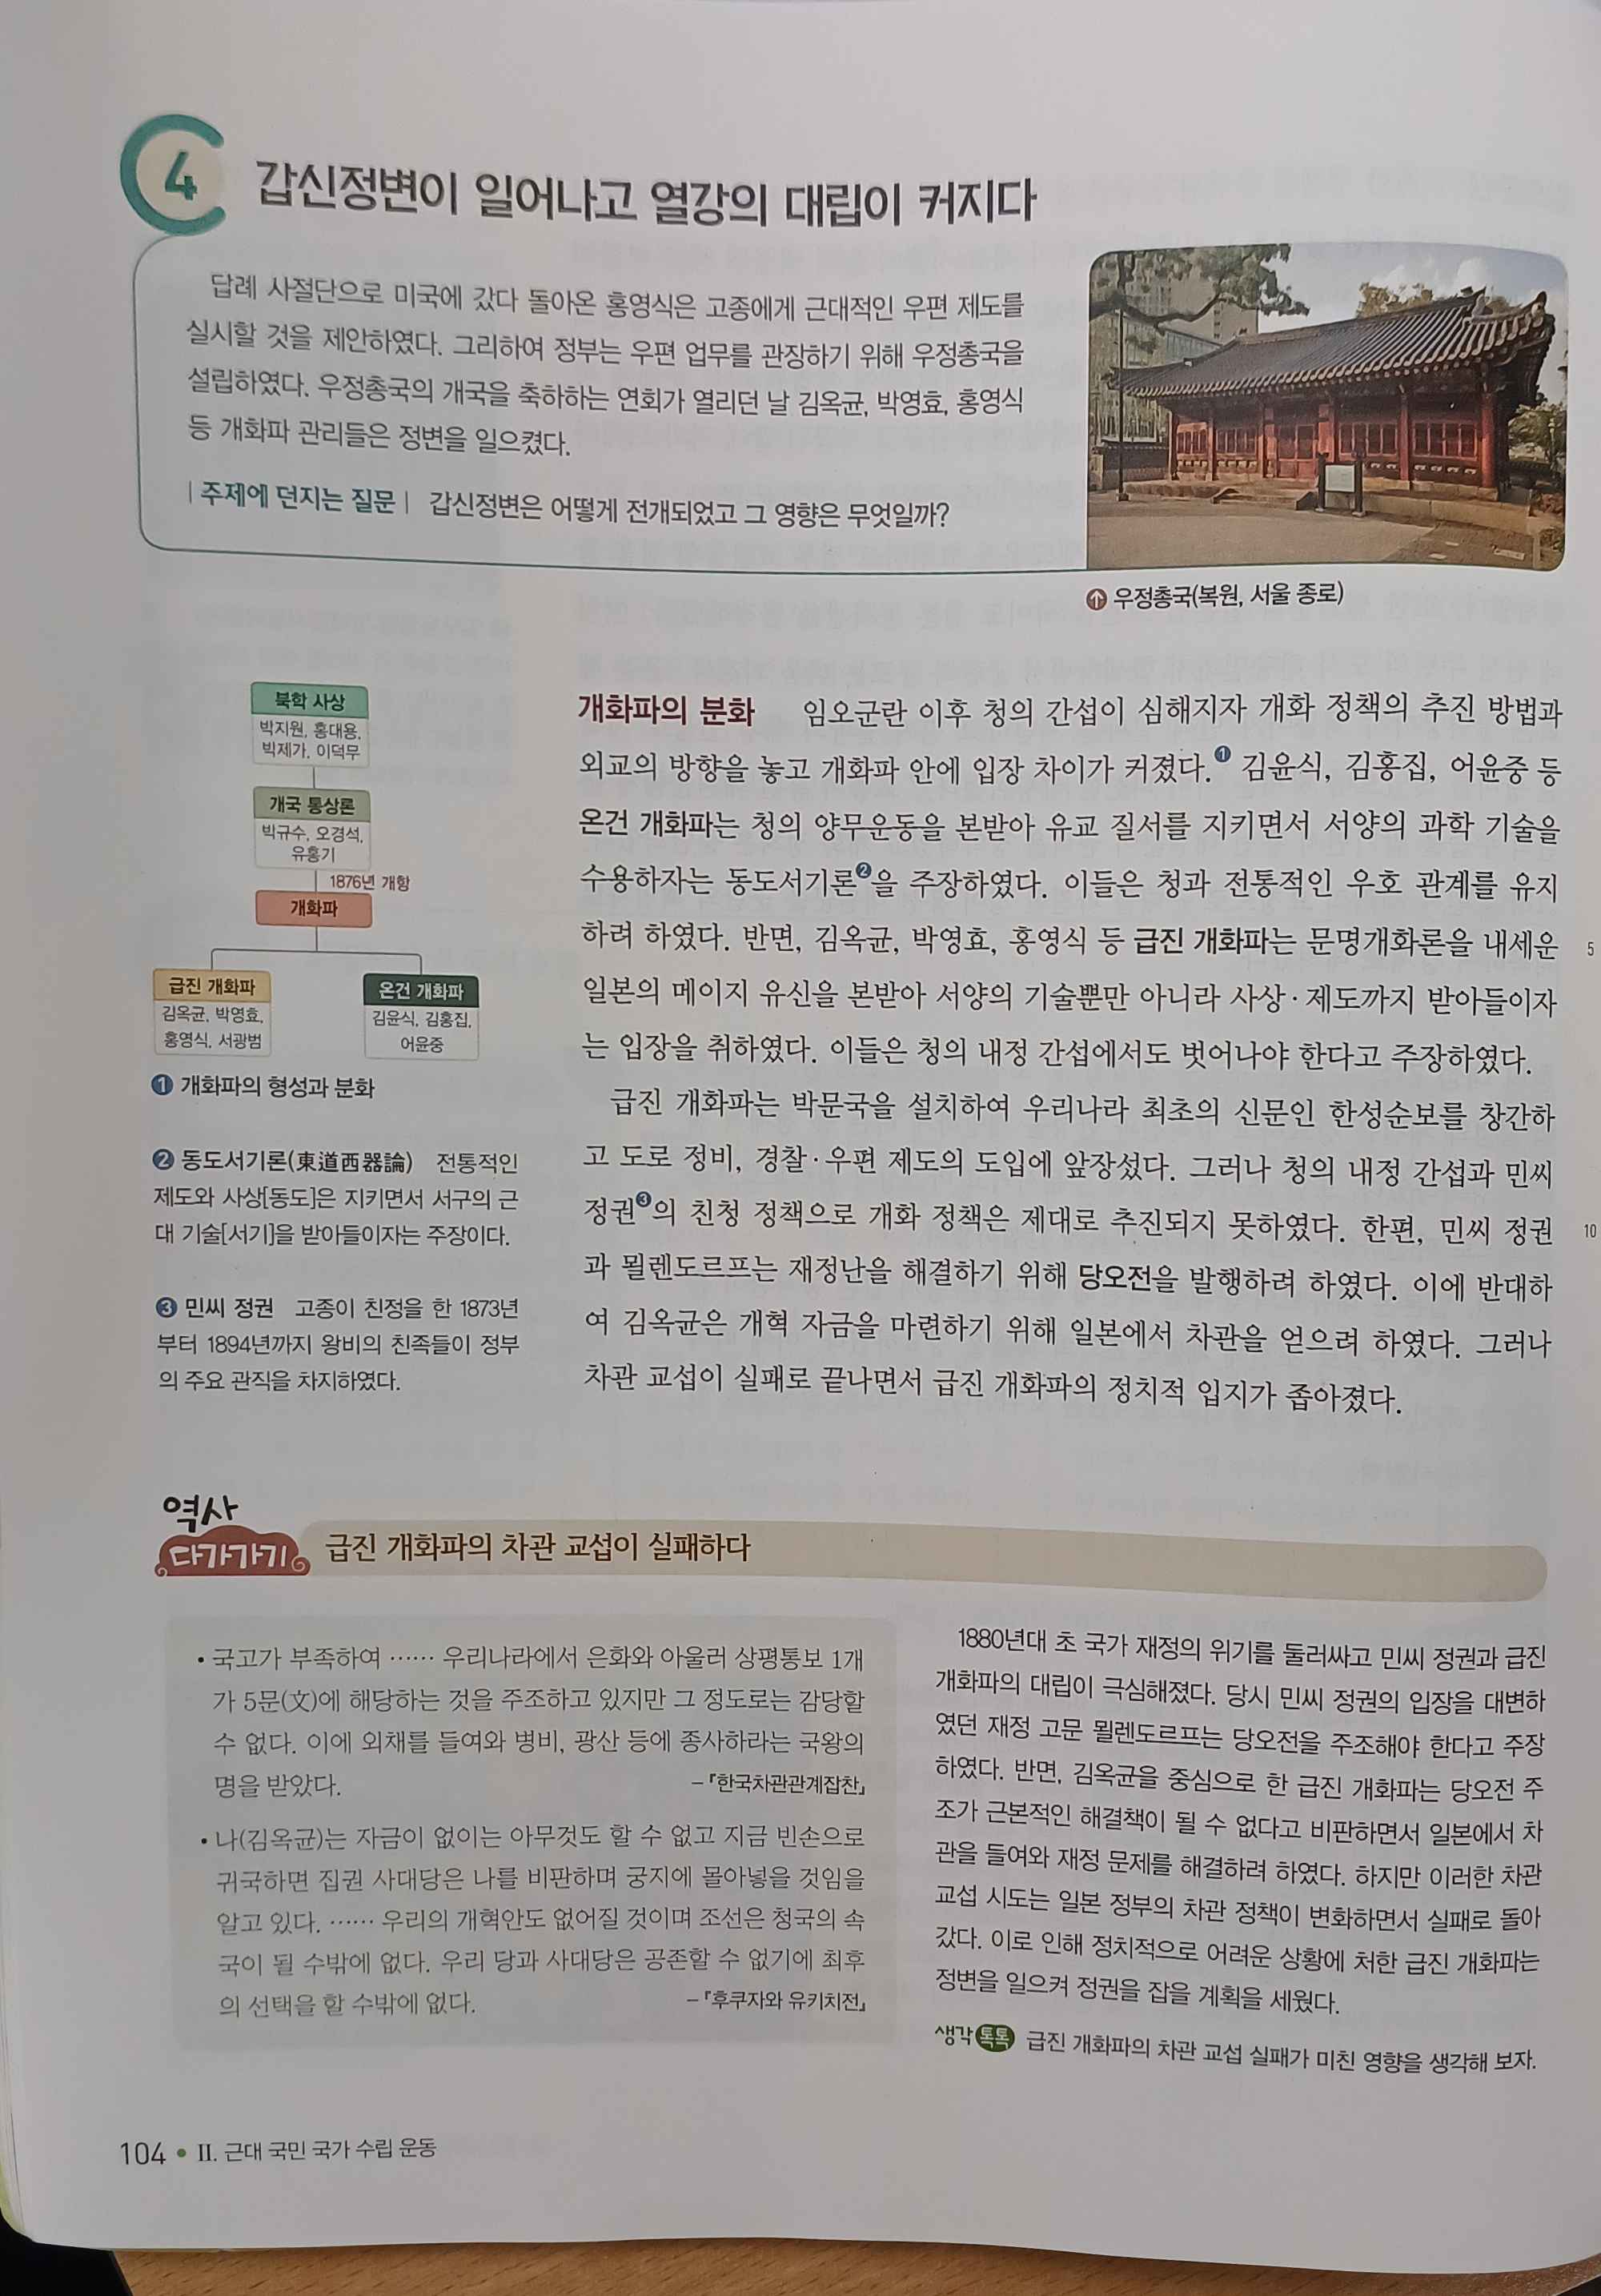 4 갑신정변이 일어나고 열강의 대립이 커지다
답례 사절단으로 미국에 갔다 돌아온 홍영식은 고종에게 근대적인 우편 제도를
실시할 것을 제안하였다. 그리하여 정부는 우편 업무를 관장하기 위해 우정총국을
설립하였다. 우정총국의 개국을 축하하는 연회가 열리던 날 김옥균, 박영효, 홍영식
등 개화파 관리들은 정변을 일으켰다.
| 주제에 던지는 질문 | 갑신정변은 어떻게 전개되었고 그 영향은 무엇일까?
우정총국(복원, 서울 종로)
북학 사상
박지원, 홍대용,
박제가, 이덕무
개국 통상론
박규수, 오경석,
유홍기
1876년 개항
개화파
급진 개화파
김옥균, 박영효,
홍영식, 서광범
온건 개화파
김윤식, 김홍집,
어윤중
❶ 개화파의 형성과 분화
❷ 동도서기론(東道西器論) 전통적인
제도와 사상[동도]은 지키면서 서구의 근
대 기술[서기]을 받아들이자는 주장이다.
❸ 민씨 정권 고종이 친정을 한 1873년
부터 1894년까지 왕비의 친족들이 정부
의 주요 관직을 차지하였다.
개화파의 분화 임오군란 이후 청의 간섭이 심해지자 개화 정책의 추진 방법과
외교의 방향을 놓고 개화파 안에 입장 차이가 커졌다.❶ 김윤식, 김홍집, 어윤중 등
온건 개화파는 청의 양무운동을 본받아 유교 질서를 지키면서 서양의 과학 기술을
수용하자는 동도서기론❷을 주장하였다. 이들은 청과 전통적인 우호 관계를 유지
하려 하였다. 반면, 김옥균, 박영효, 홍영식 등 급진 개화파는 문명개화론을 내세운
5
일본의 메이지 유신을 본받아 서양의 기술뿐만 아니라 사상·제도까지 받아들이자
는 입장을 취하였다. 이들은 청의 내정 간섭에서도 벗어나야 한다고 주장하였다.
급진 개화파는 박문국을 설치하여 우리나라 최초의 신문인 한성순보를 창간하
고 도로 정비, 경찰·우편 제도의 도입에 앞장섰다. 그러나 청의 내정 간섭과 민씨
정권❸의 친청 정책으로 개화 정책은 제대로 추진되지 못하였다. 한편, 민씨 정권
10
과 묄렌도르프는 재정난을 해결하기 위해 당오전을 발행하려 하였다. 이에 반대하
여 김옥균은 개혁 자금을 마련하기 위해 일본에서 차관을 얻으려 하였다. 그러나
차관 교섭이 실패로 끝나면서 급진 개화파의 정치적 입지가 좁아졌다.
역사
다가가기
급진 개화파의 차관 교섭이 실패하다
• 국고가 부족하여 …… 우리나라에서 은화와 아울러 상평통보 1개
가 5문(文)에 해당하는 것을 주조하고 있지만 그 정도로는 감당할
수 없다. 이에 외채를 들여와 병비, 광산 등에 종사하라는 국왕의
명을 받았다. –『한국차관관계잡찬』
• 나(김옥균)는 자금이 없이는 아무것도 할 수 없고 지금 빈손으로
귀국하면 집권 사대당은 나를 비판하며 궁지에 몰아넣을 것임을
알고 있다. …… 우리의 개혁안도 없어질 것이며 조선은 청국의 속
국이 될 수밖에 없다. 우리 당과 사대당은 공존할 수 없기에 최후
의 선택을 할 수밖에 없다. –『후쿠자와 유키치전』
1880년대 초 국가 재정의 위기를 둘러싸고 민씨 정권과 급진
개화파의 대립이 극심해졌다. 당시 민씨 정권의 입장을 대변하
였던 재정 고문 묄렌도르프는 당오전을 주조해야 한다고 주장
하였다. 반면, 김옥균을 중심으로 한 급진 개화파는 당오전 주
조가 근본적인 해결책이 될 수 없다고 비판하면서 일본에서 차
관을 들여와 재정 문제를 해결하려 하였다. 하지만 이러한 차관
교섭 시도는 일본 정부의 차관 정책이 변화하면서 실패로 돌아
갔다. 이로 인해 정치적으로 어려운 상황에 처한 급진 개화파는
정변을 일으켜 정권을 잡을 계획을 세웠다.
생각 톡톡 급진 개화파의 차관 교섭 실패가 미친 영향을 생각해 보자.
104 • II. 근대 국민 국가 수립 운동